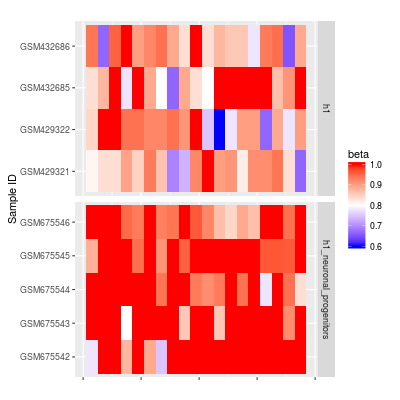 GSM432686
GSM432685
GSM429322
GSM429321
h1
GSM675546
GSM675545
GSM675544
GSM675543
GSM675542
h1_neuronal_progenitors
Sample ID
beta
1.0
0.9
0.8
0.7
0.6